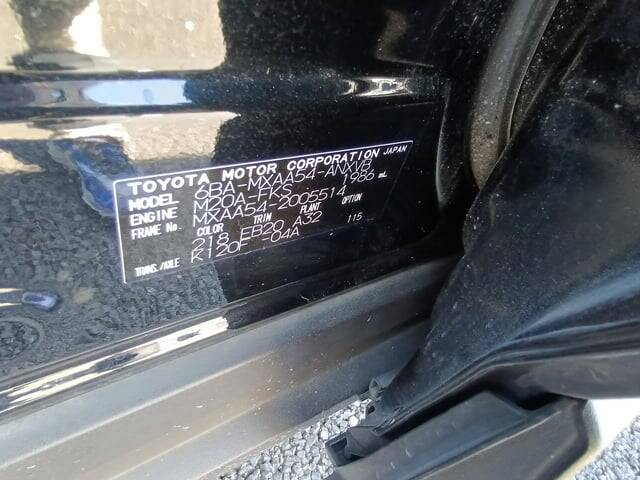 TOYOTA MOTOR CORPORATION JAPAN
MODEL 6BA-MXAA54-ANXVB
ENGINE M20A-FKS 1986 mL
FRAME No. MXAA54-2005514
COLOR TRIM PLANT OPTION
218 EB20 A32 115
TRANS./AXLE K120F -04A